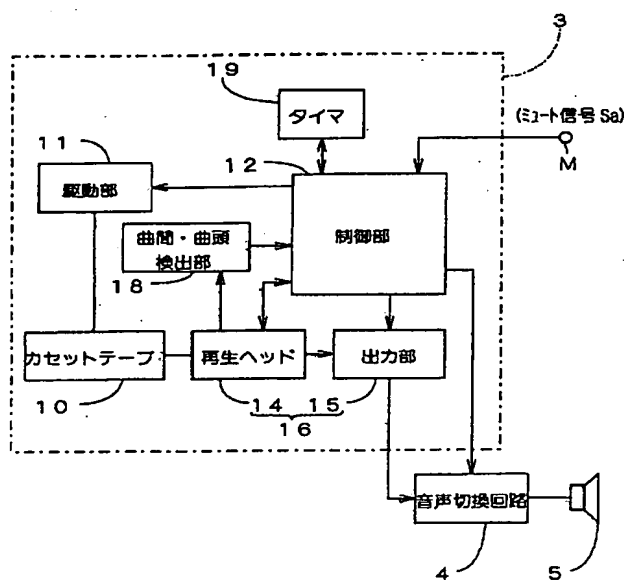 3
19
タイマ
(ミュート信号Sa)
M
11
12
駆動部
制御部
曲間・曲頭
検出部
18
カセットテープ
再生ヘッド
出力部
10
14
15
16
音声切換回路
4
5